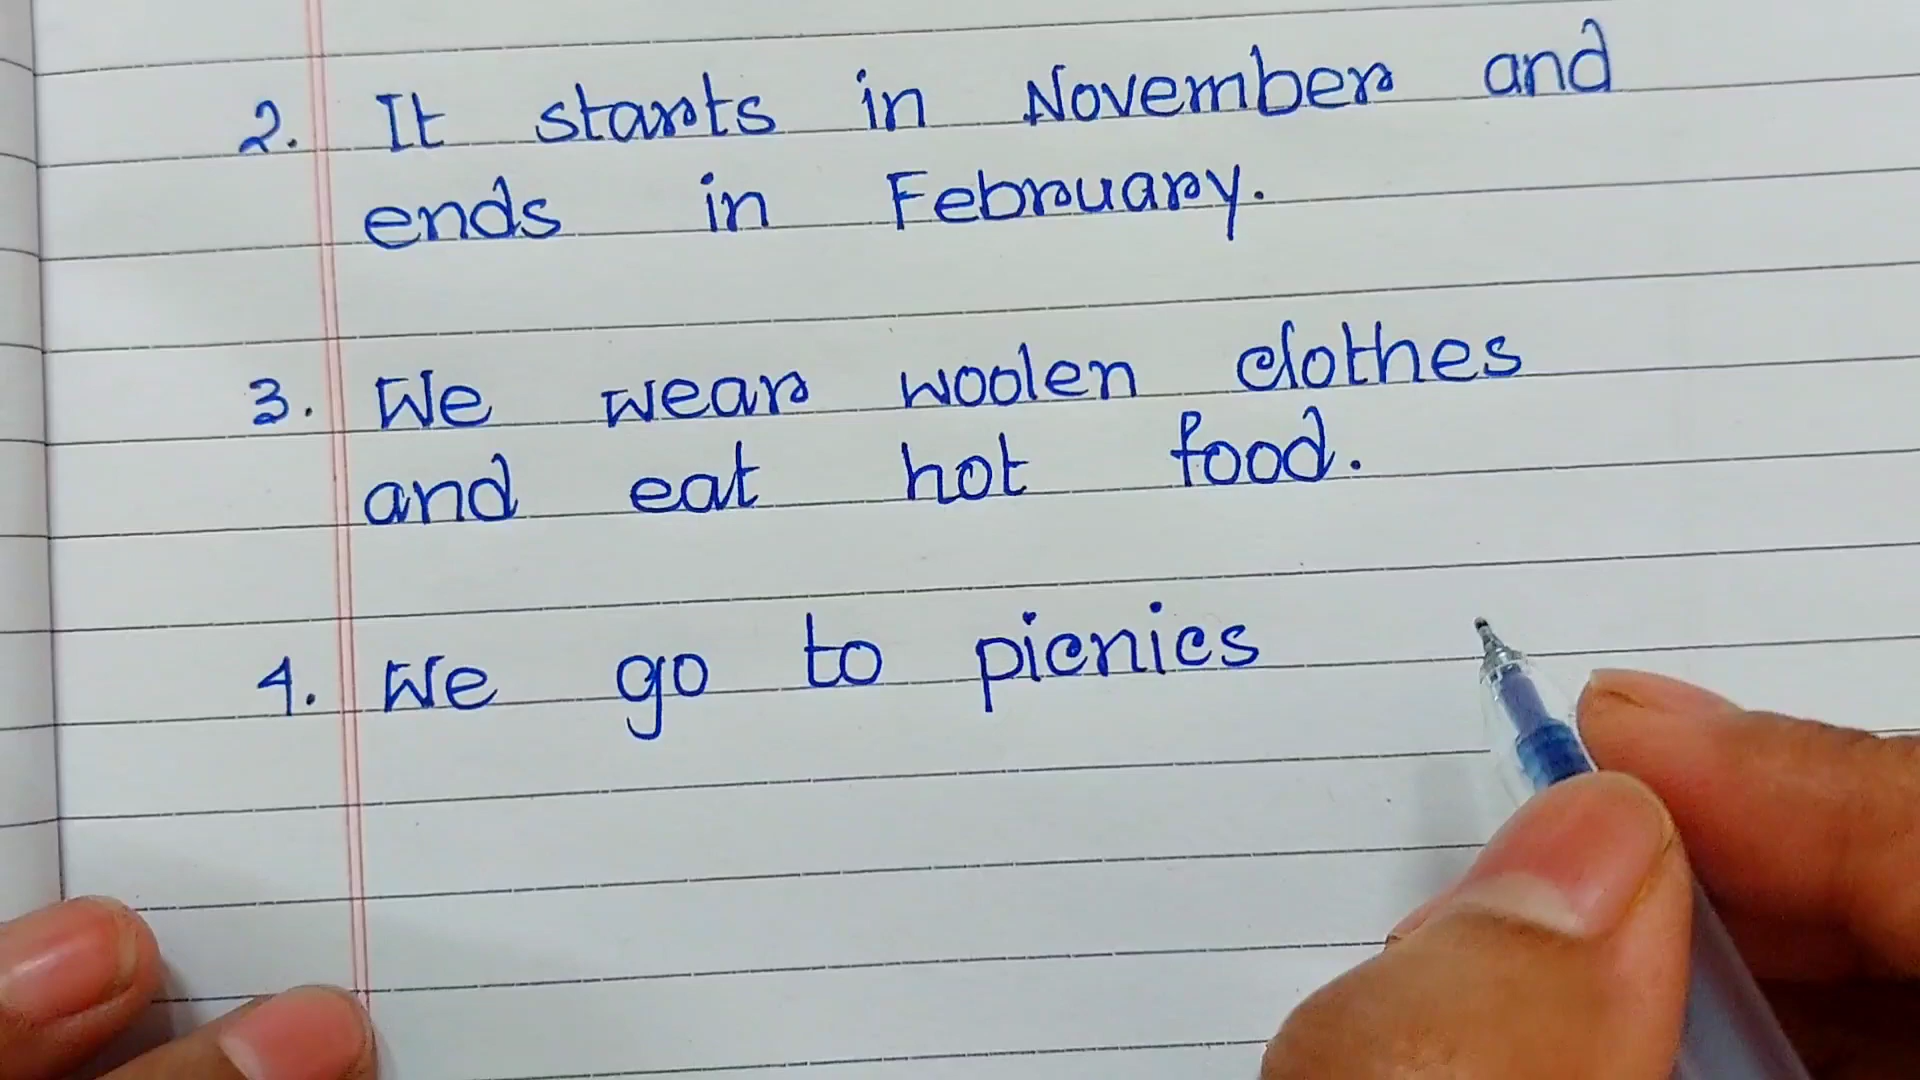 2. It starts in November and
ends in February.
3. We wear woolen clothes
and eat hot food.
4. We go to picnics